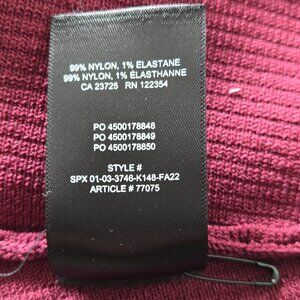 99% NYLON, 1% ELASTANE
99% NYLON, 1% ÉLASTHANNE
CA 23725 RN 122354
PO 4500178848
PO 4500178849
PO 4500178850
STYLE #
SPX 01-03-3746-K148-FA22
ARTICLE # 77075